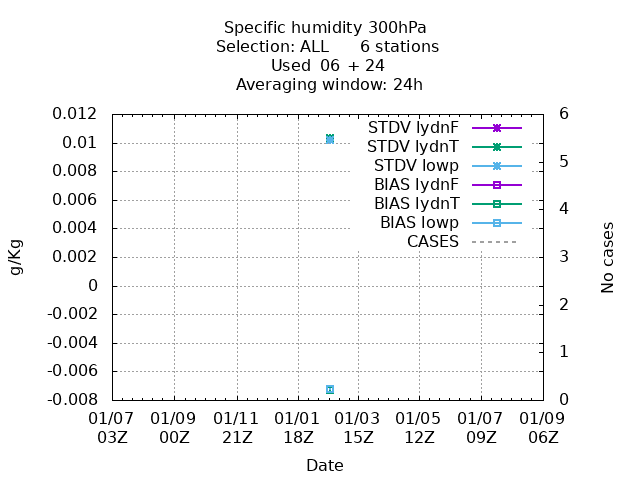 Specific humidity 300hPa
Selection: ALL 6 stations
Used 06 + 24
Averaging window: 24h
0.012 6
STDV lydnF
0.01
STDV lydnT
5
0.008
STDV lowp
0.006
BIAS lydnF
BIAS lydnT
4
0.004
BIAS lowp
0.002
CASES
3
g/Kg
No cases
0
-0.002
2
-0.004
1
-0.006
-0.008 0
01/07 01/09 01/11 01/01 01/03 01/05 01/07 01/09
03Z 00Z 21Z 18Z 15Z 12Z 09Z 06Z
Date